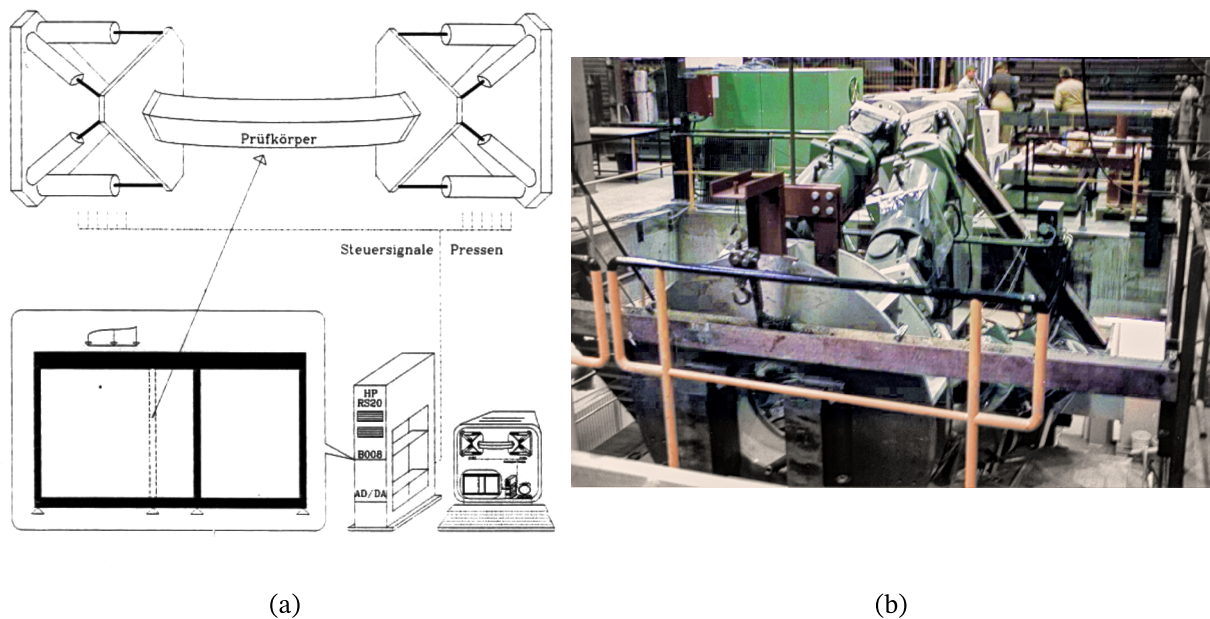 Prüfkörper
Steuersignale Pressen
HP
RS20
B008
AD/DA
(a)
(b)